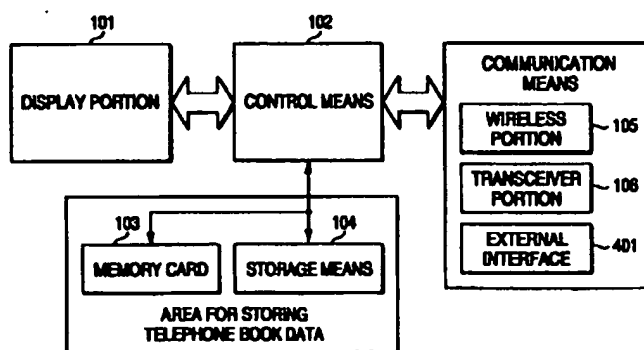 101
102
DISPLAY PORTION
CONTROL MEANS
COMMUNICATION
MEANS
WIRELESS
PORTION
105
TRANSCEIVER
PORTION
106
EXTERNAL
INTERFACE
401
103
104
MEMORY CARD
STORAGE MEANS
AREA FOR STORING
TELEPHONE BOOK DATA